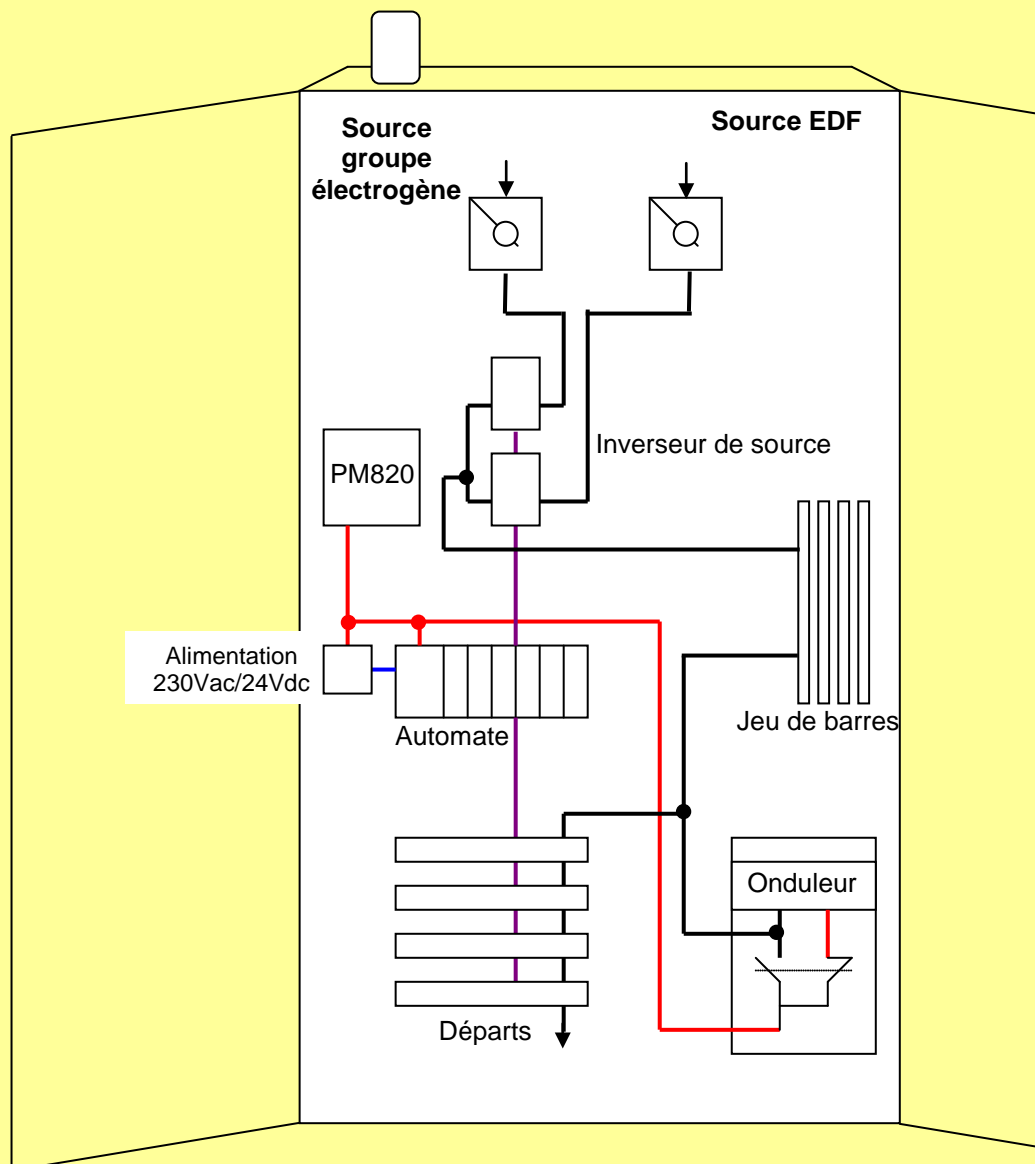 Source
groupe
électrogène
Source EDF
Inverseur de source
PM820
Alimentation
230Vac/24Vdc
Automate
Jeu de barres
Onduleur
Départs